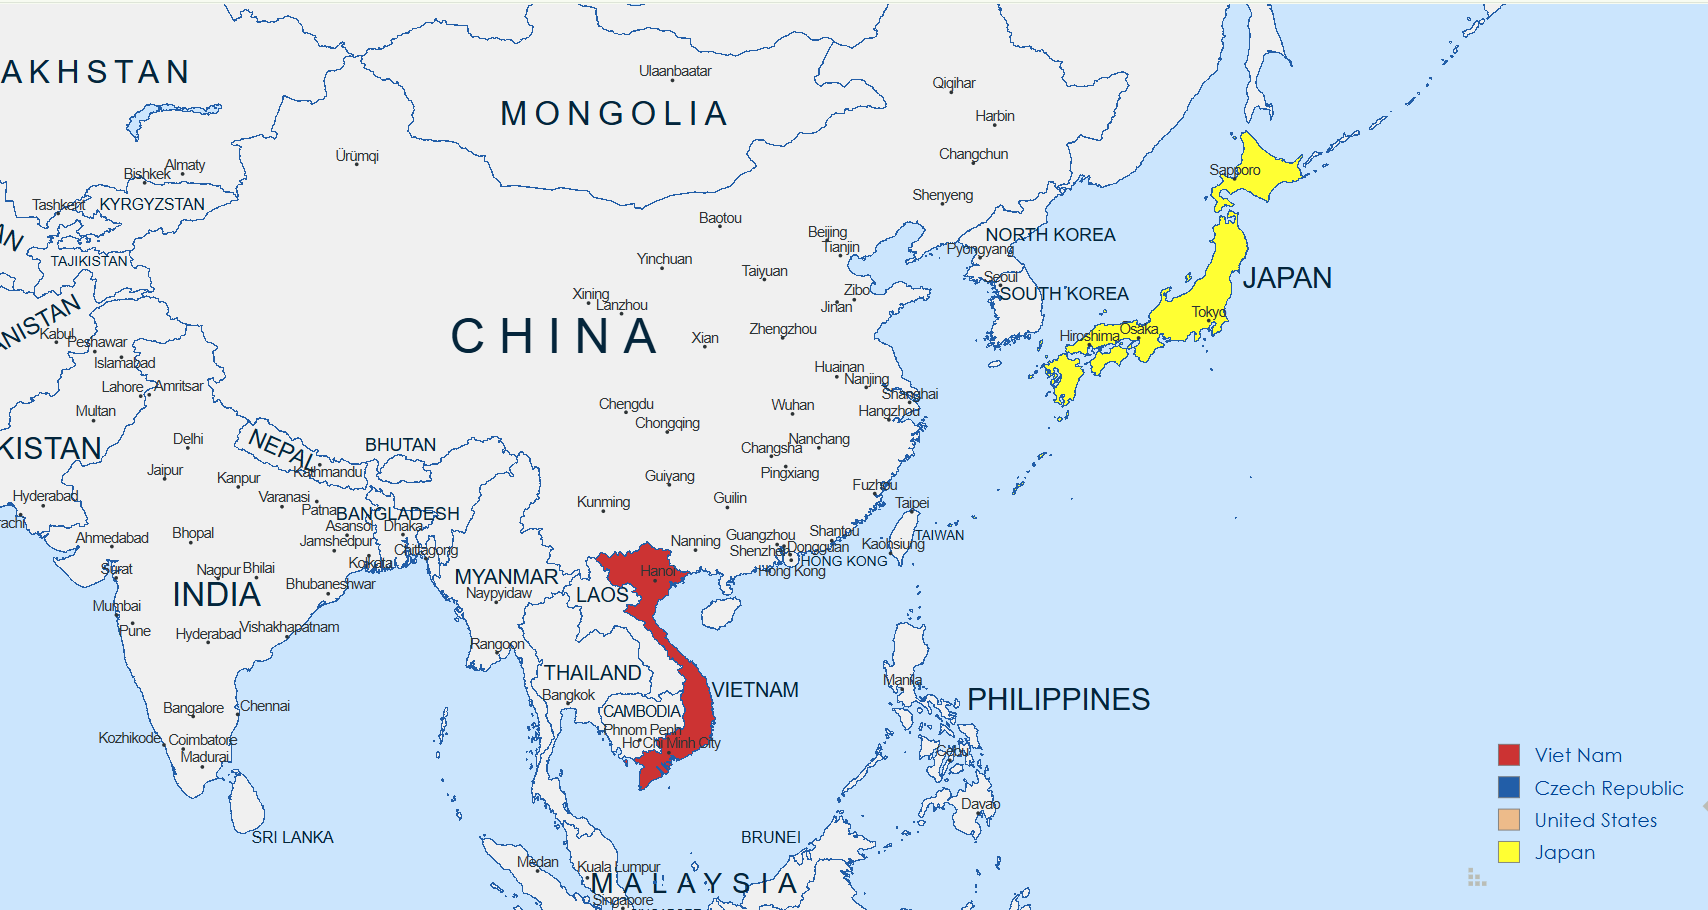 AKHSTAN
Ulaanbaatar
MONGOLIA
Qiqihar
Harbin
Changchun
Ürümqi
Almaty
Bishkek
Sapporo
Shenyeng
Tashkent
KYRGYZSTAN
Baotou
AN
Beijing
NORTH KOREA
Tianjin
Pyongyang
TAJIKISTAN
Yinchuan
Taiyuan
Seoul
JAPAN
Xining
Zibo
SOUTH KOREA
Lanzhou
Jinan
Tokyo
ANISTAN
Kabul
Peshawar
CHINA
Xian
Zhengzhou
Hiroshima
Osaka
Islamabad
Huainan
Nanjing
Lahore
Amritsar
Shanghai
Multan
Chengdu
Wuhan
Hangzhou
Chongqing
Delhi
KISTAN
NEPAL
BHUTAN
Nanchang
Changsha
Jaipur
Kanpur
Kathmandu
Guiyang
Pingxiang
Fuzhou
Hyderabad
Varanasi
Patna
Kunming
Guilin
Taipei
rachi
BANGLADESH
Asansol
Dhaka
Ahmedabad
Bhopal
Jamshedpur
Chittagong
Nanning
Guangzhou
Shantou
TAIWAN
Shenzhen
Dongguan
Kaohsiung
Kolkata
HONG KONG
Hong Kong
Surat
Nagpur
Bhilai
Bhubaneshwar
MYANMAR
Hanoi
INDIA
Naypyidaw
LAOS
Mumbai
Pune
Hyderabad
Vishakhapatnam
Rangoon
THAILAND
VIETNAM
Manila
Bangkok
PHILIPPINES
Bangalore
Chennai
CAMBODIA
Phnom Penh
Kozhikode
Coimbatore
Ho Chi Minh City
Madurai
Cebu
Viet Nam
Czech Republic
Davao
United States
SRI LANKA
BRUNEI
Japan
Medan
Kuala Lumpur
MALAYSIA
Singapore